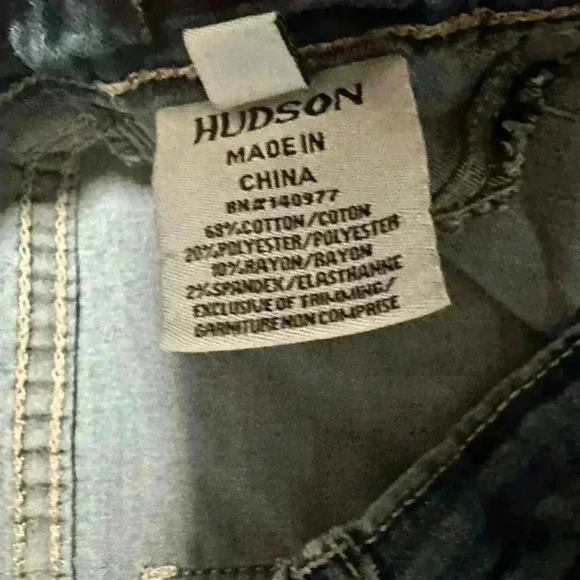 HUDSON
MADE IN
CHINA
RN# 140977
68% COTTON/COTON
20% POLYESTER/POLYESTER
10% RAYON/RAYON
2% SPANDEX/ELASTHANNE
EXCLUSIVE OF TRIMMING/
GARNITURE NON COMPRISE